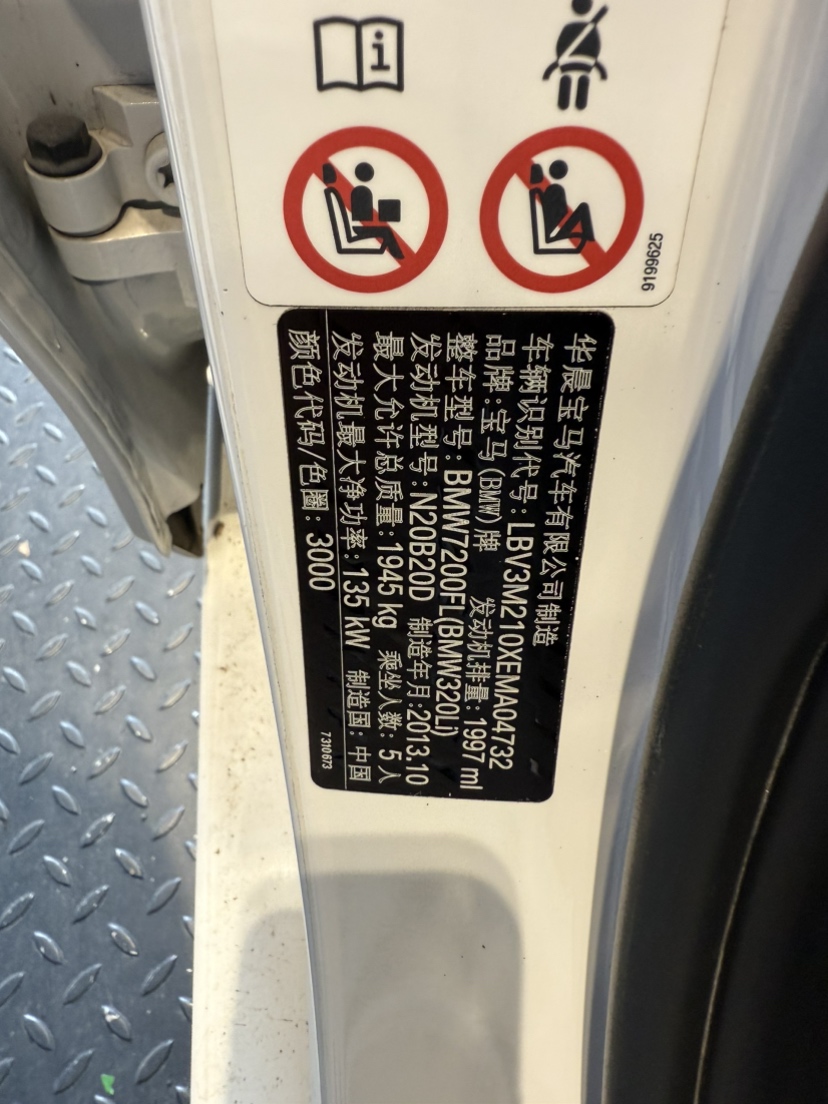 9199625
华晨宝马汽车有限公司制造
车辆识别代号: LBV3M210XEMA04732
品牌: 宝马(BMW)牌 发动机排量: 1997 ml
整车型号: BMW7200FL(BMW320Li)
发动机型号: N20B20D 制造年月: 2013.10
最大允许总质量: 1945 kg 乘坐人数: 5 人
发动机最大净功率: 135 kW 制造国: 中国
颜色代码/色圈: 3000
7310673